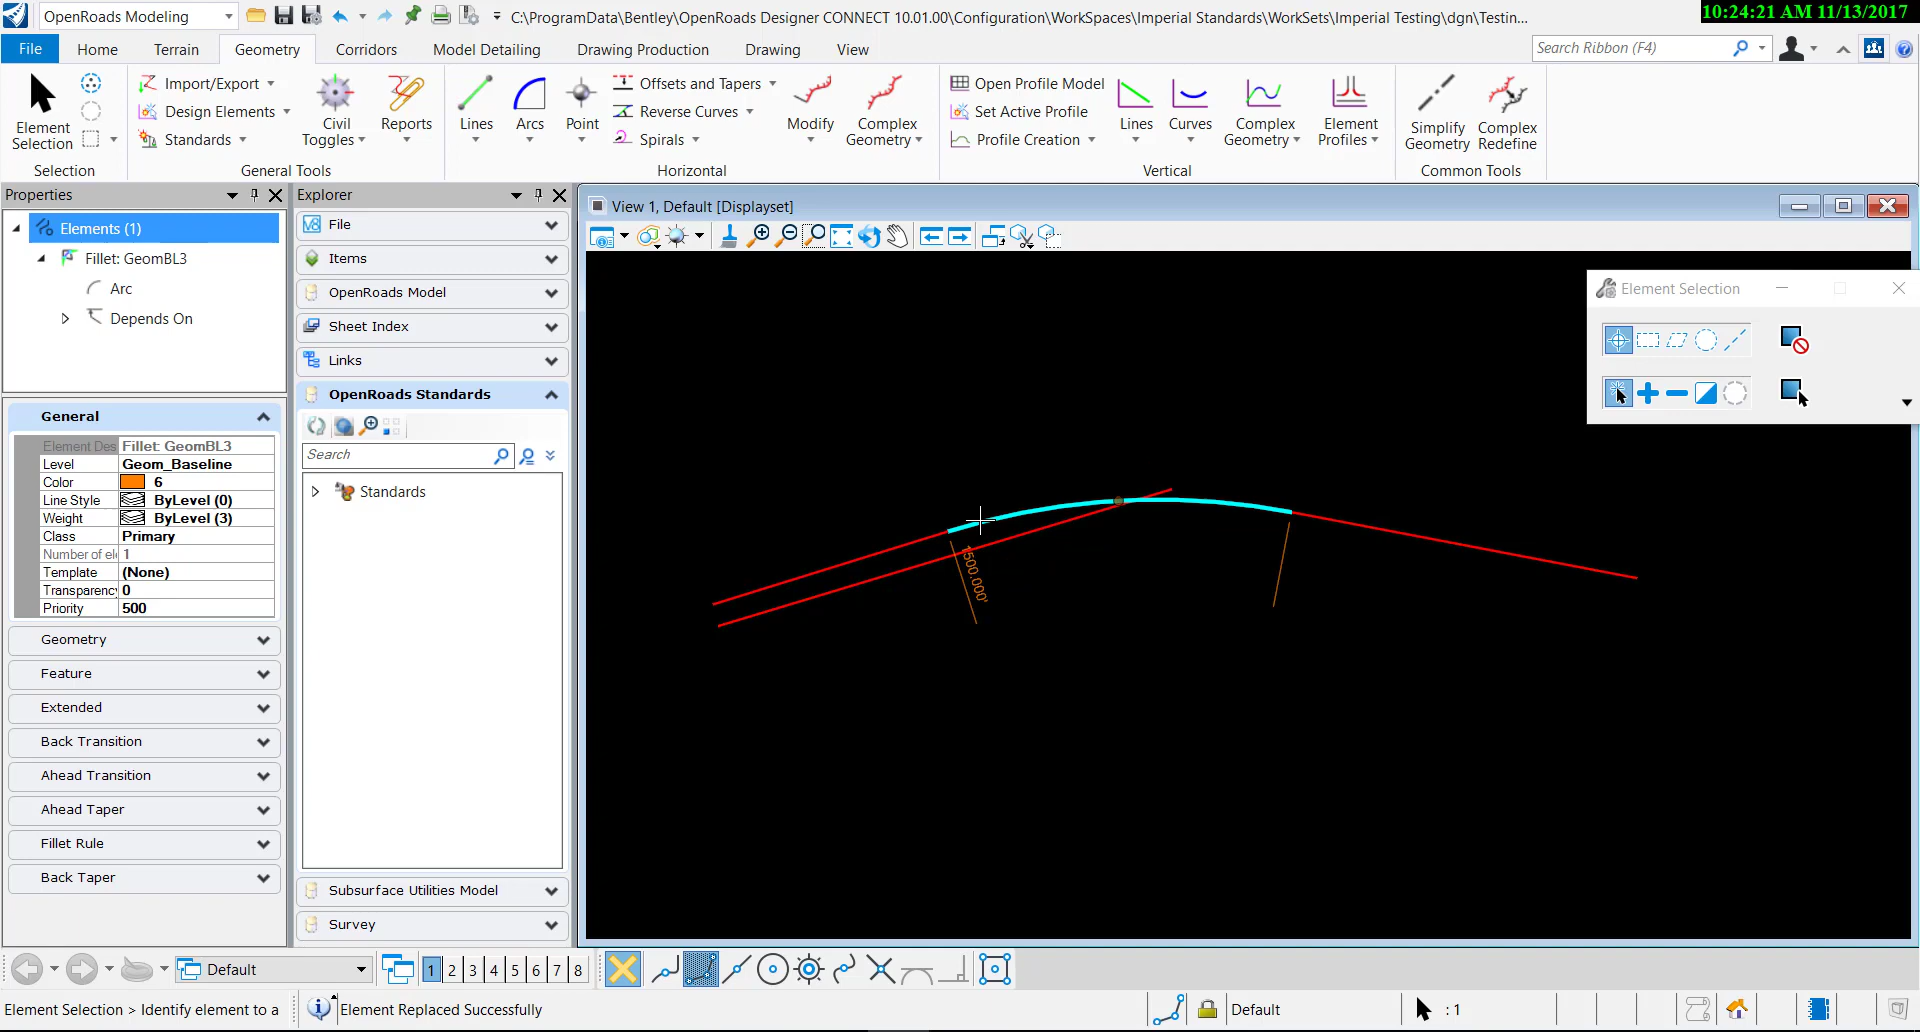 OpenRoads Modeling
C:\ProgramData\Bentley\OpenRoads Designer CONNECT 10.01.00\Configuration\WorkSpaces\Imperial Standards\WorkSets\Imperial Testing\dgn\Testin...
10:24:21 AM 11/13/2017
File Home Terrain Geometry Corridors Model Detailing Drawing Production Drawing View
Search Ribbon (F4)
Element Selection
Import/Export
Design Elements
Standards
Civil Toggles
Reports
Lines
Arcs
Point
Offsets and Tapers
Reverse Curves
Spirals
Modify
Complex Geometry
Open Profile Model
Set Active Profile
Profile Creation
Lines
Curves
Complex Geometry
Element Profiles
Simplify Geometry
Complex Redefine
Selection
General Tools
Horizontal
Vertical
Common Tools
Properties
Elements (1)
Fillet: GeomBL3
Arc
Depends On
General
Element Des Fillet: GeomBL3
Level Geom_Baseline
Color 6
Line Style ByLevel (0)
Weight ByLevel (3)
Class Primary
Number of el 1
Template (None)
Transparency 0
Priority 500
Geometry
Feature
Extended
Back Transition
Ahead Transition
Ahead Taper
Fillet Rule
Back Taper
Explorer
File
Items
OpenRoads Model
Sheet Index
Links
OpenRoads Standards
Search
Standards
Subsurface Utilities Model
Survey
View 1, Default [Displayset]
Element Selection
1500.000'
Default
1 2 3 4 5 6 7 8
Element Selection > Identify element to a
Element Replaced Successfully
Default
: 1